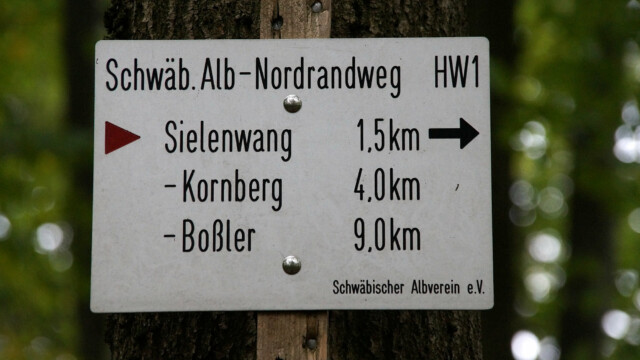 Schwäb. Alb-Nordrandweg HW1
Sielenwang 1,5km
-Kornberg 4,0km
-Boßler 9,0km
Schwäbischer Albverein e.V.